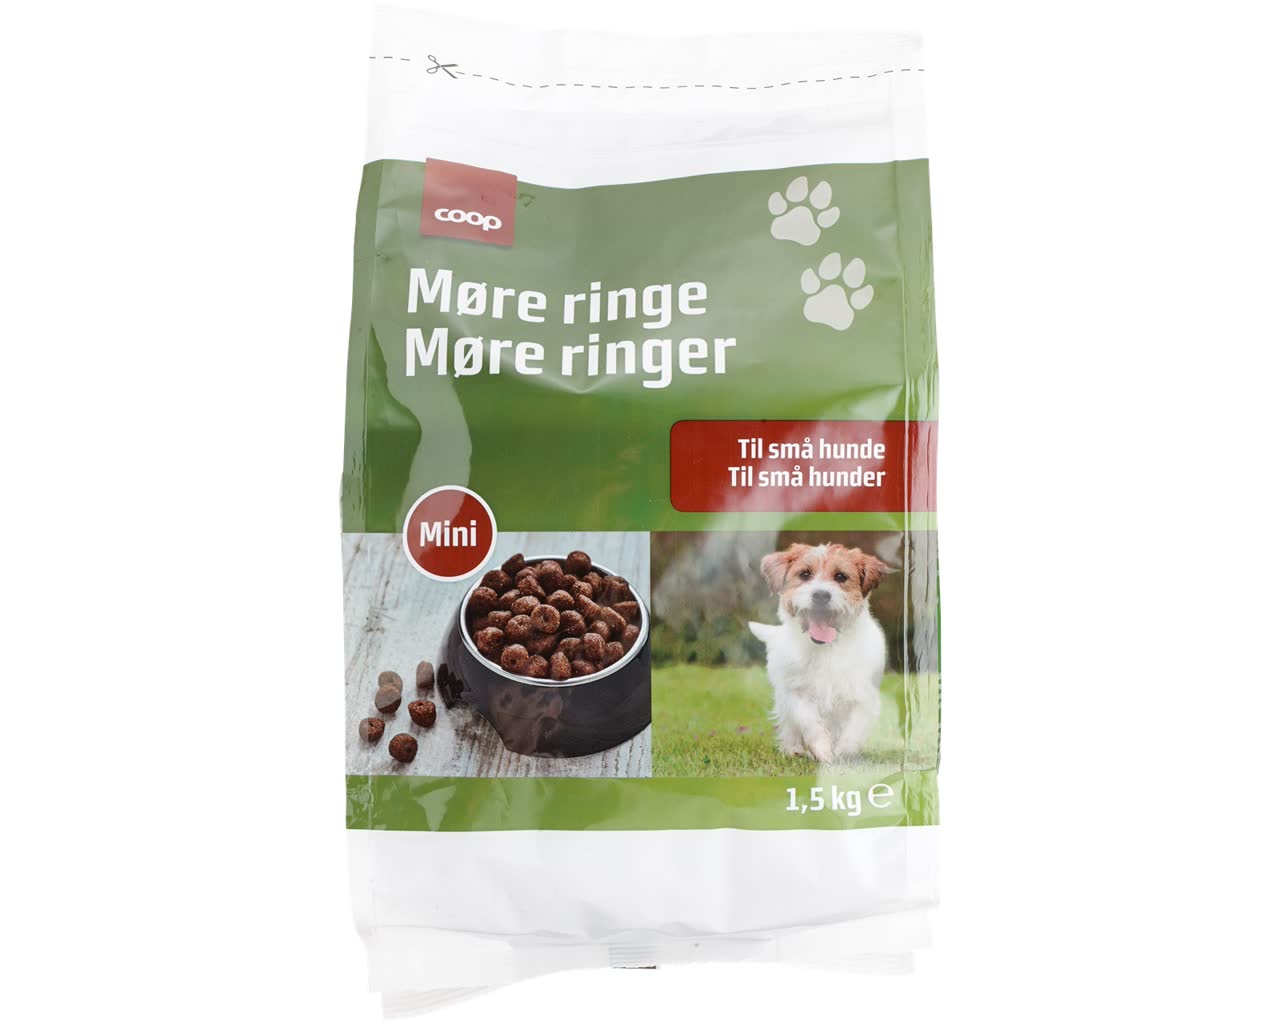 coop
Møre ringe
Møre ringer
Til små hunde
Til små hunder
Mini
1,5 kg ℮